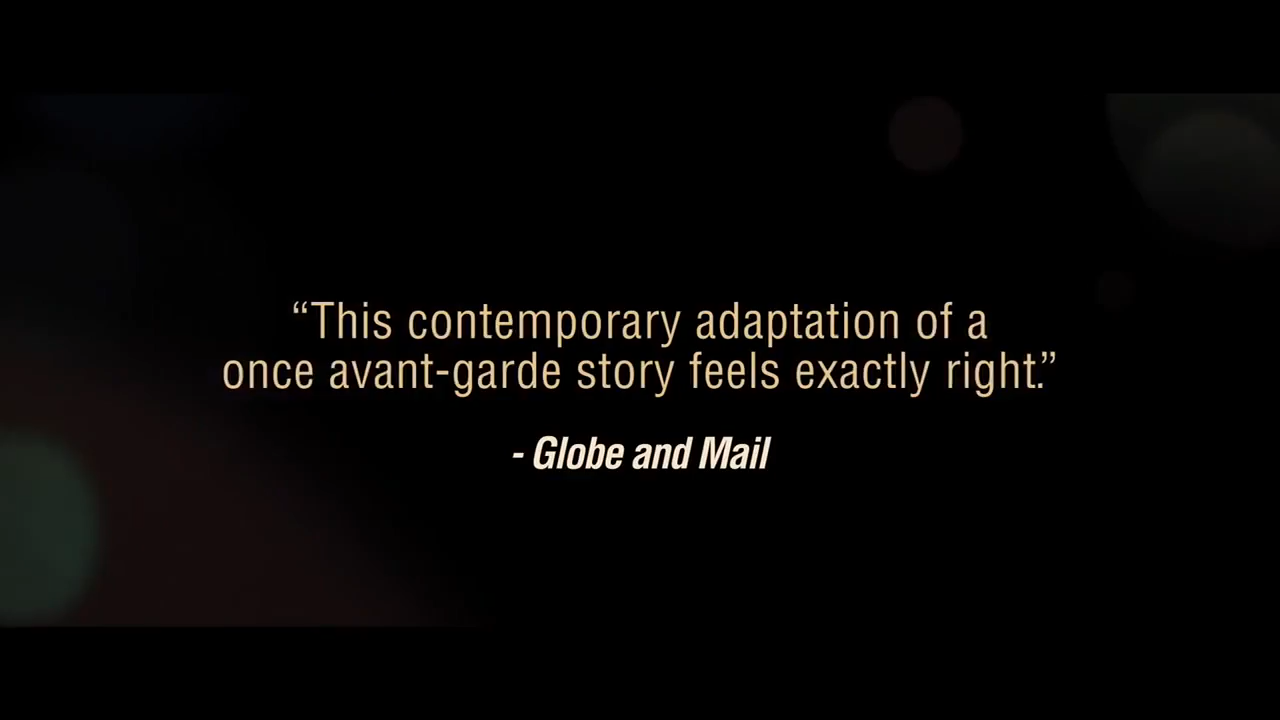 “This contemporary adaptation of a
once avant-garde story feels exactly right.”
- Globe and Mail